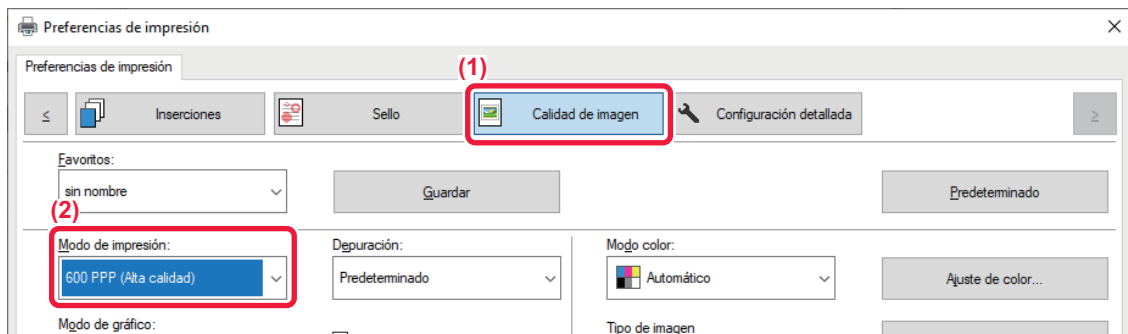 Preferencias de impresión
Preferencias de impresión
(1)
< Inserciones Sello Calidad de imagen Configuración detallada >
Favoritos:
sin nombre Guardar Predeterminado
(2)
Modo de impresión: Depuración: Modo color:
600 PPP (Alta calidad) Predeterminado Automático Ajuste de color...
Modo de gráfico: Tipo de imagen